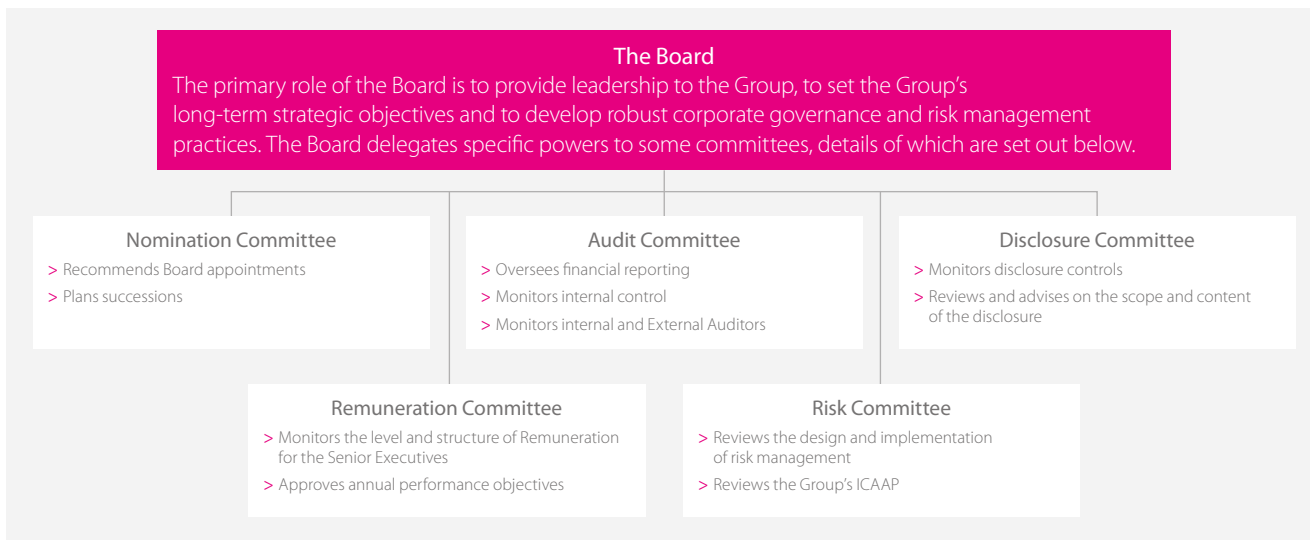 The Board
The primary role of the Board is to provide leadership to the Group, to set the Group's
long-term strategic objectives and to develop robust corporate governance and risk management
practices. The Board delegates specific powers to some committees, details of which are set out below.
Nomination Committee
> Recommends Board appointments
> Plans successions
Audit Committee
> Oversees financial reporting
> Monitors internal control
> Monitors internal and External Auditors
Disclosure Committee
> Monitors disclosure controls
> Reviews and advises on the scope and content
of the disclosure
Remuneration Committee
> Monitors the level and structure of Remuneration
for the Senior Executives
> Approves annual performance objectives
Risk Committee
> Reviews the design and implementation
of risk management
> Reviews the Group's ICAAP